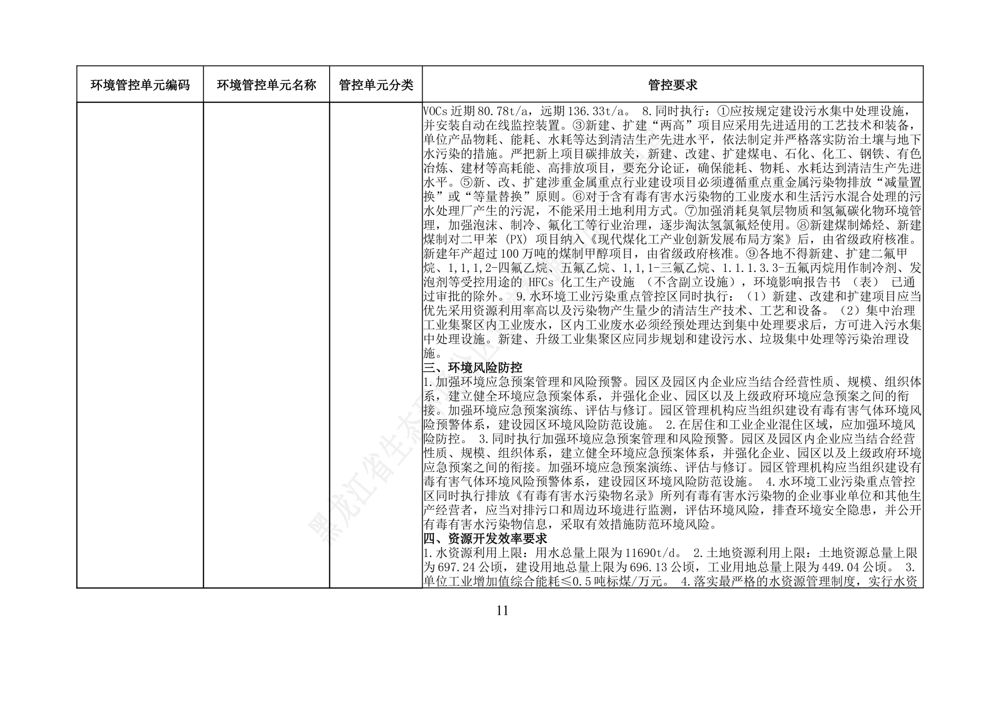 环境管控单元编码 环境管控单元名称 管控单元分类 管控要求
VOCs近期80.78t/a，远期136.33t/a。 8.同时执行：①应按规定建设污水集中处理设施，
并安装自动在线监控装置。③新建、扩建“两高”项目应采用先进适用的工艺技术和装备，
单位产品物耗、能耗、水耗等达到清洁生产先进水平，依法制定并严格落实防治土壤与地下
水污染的措施。严把新上项目碳排放关，新建、改建、扩建煤电、石化、化工、钢铁、有色
冶炼、建材等高耗能、高排放项目，要充分论证，确保能耗、物耗、水耗达到清洁生产先进
水平。⑤新、改、扩建涉重金属重点行业建设项目必须遵循重点重金属污染物排放“减量置
换”或“等量替换”原则。⑥对于含有毒有害水污染物的工业废水和生活污水混合处理的污
水处理厂产生的污泥，不能采用土地利用方式。⑦加强消耗臭氧层物质和氢氟碳化物环境管
理，加强泡沫、制冷、氟化工等行业治理，逐步淘汰氢氯氟烃使用。⑧新建煤制烯烃、新建
煤制对二甲苯 (PX) 项目纳入《现代煤化工产业创新发展布局方案》后，由省级政府核准。
新建年产超过100万吨的煤制甲醇项目，由省级政府核准。⑨各地不得新建、扩建二氟甲
烷、1,1,1,2-四氟乙烷、五氟乙烷、1,1,1-三氟乙烷、1.1.1.3.3-五氟丙烷用作制冷剂、发
泡剂等受控用途的 HFCs 化工生产设施 （不含副立设施），环境影响报告书 （表） 已通
过审批的除外。 9.水环境工业污染重点管控区同时执行：（1）新建、改建和扩建项目应当
优先采用资源利用率高以及污染物产生量少的清洁生产技术、工艺和设备。（2）集中治理
工业集聚区内工业废水，区内工业废水必须经预处理达到集中处理要求后，方可进入污水集
中处理设施。新建、升级工业集聚区应同步规划和建设污水、垃圾集中处理等污染治理设
施。
三、环境风险防控
1.加强环境应急预案管理和风险预警。园区及园区内企业应当结合经营性质、规模、组织体
系，建立健全环境应急预案体系，并强化企业、园区以及上级政府环境应急预案之间的衔
接。加强环境应急预案演练、评估与修订。园区管理机构应当组织建设有毒有害气体环境风
险预警体系，建设园区环境风险防范设施。 2.在居住和工业企业混住区域，应加强环境风
险防控。 3.同时执行加强环境应急预案管理和风险预警。园区及园区内企业应当结合经营
性质、规模、组织体系，建立健全环境应急预案体系，并强化企业、园区以及上级政府环境
应急预案之间的衔接。加强环境应急预案演练、评估与修订。园区管理机构应当组织建设有
毒有害气体环境风险预警体系，建设园区环境风险防范设施。 4.水环境工业污染重点管控
区同时执行排放《有毒有害水污染物名录》所列有毒有害水污染物的企业事业单位和其他生
产经营者，应当对排污口和周边环境进行监测，评估环境风险，排查环境安全隐患，并公开
有毒有害水污染物信息，采取有效措施防范环境风险。
四、资源开发效率要求
1.水资源利用上限：用水总量上限为11690t/d。 2.土地资源利用上限：土地资源总量上限
为697.24公顷，建设用地总量上限为696.13公顷，工业用地总量上限为449.04公顷。 3.
单位工业增加值综合能耗≤0.5吨标煤/万元。 4.落实最严格的水资源管理制度，实行水资
11